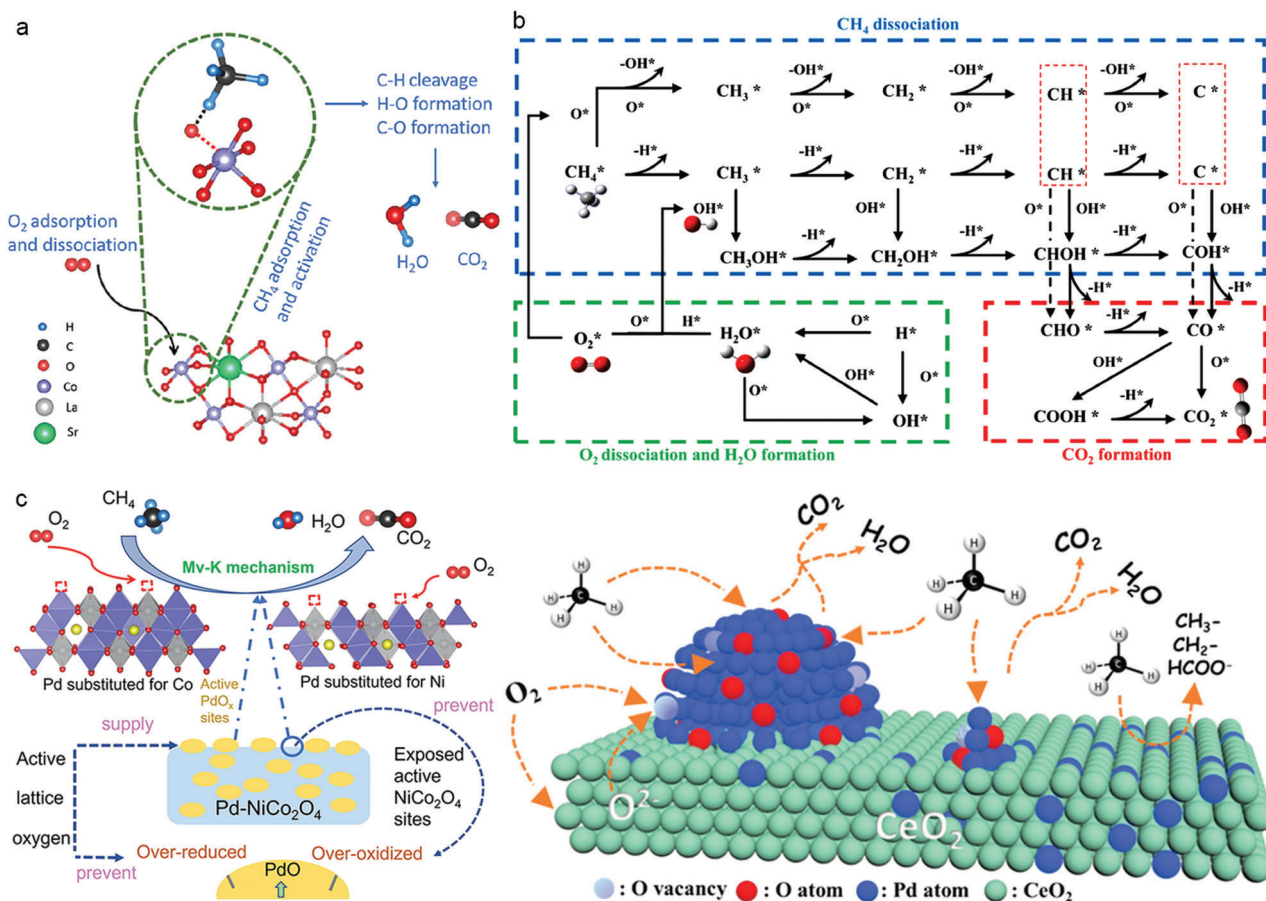 a
C-H cleavage
H-O formation
C-O formation
O₂ adsorption
and dissociation
CH₄ adsorption
and activation
H₂O
CO₂
H
C
O
Co
La
Sr
b
CH₄ dissociation
-OH*
-OH*
-OH*
-OH*
O*
O*
CH₃ *
O*
CH₂ *
O*
CH *
O*
C *
-H*
-H*
-H*
-H*
CH₄*
CH₃ *
CH₂ *
CH *
C *
OH*
OH*
O*
OH*
O*
OH*
-H*
-H*
-H*
CH₃OH*
CH₂OH*
CHOH*
COH*
-H*
-H*
O₂*
O*
H*
H₂O*
O*
H*
O*
OH*
O*
OH*
O₂ dissociation and H₂O formation
CHO *
-H*
CO *
OH*
O*
COOH *
-H*
CO₂ *
CO₂ formation
c
CH₄
O₂
H₂O
CO₂
Mv-K mechanism
O₂
Pd substituted for Co
Pd substituted for Ni
Active
PdOₓ
sites
supply
prevent
Active
lattice
oxygen
Pd-NiCo₂O₄
Exposed
active
NiCo₂O₄
sites
Over-reduced
Over-oxidized
prevent
PdO
CO₂
H₂O
CO₂
H₂O
H
H
H
H
C
H
H
H
H
C
H
H
H
H
C
CH₃-
CH₂-
HCOO⁻
O₂
O²⁻
CeO₂
: O vacancy
: O atom
: Pd atom
: CeO₂